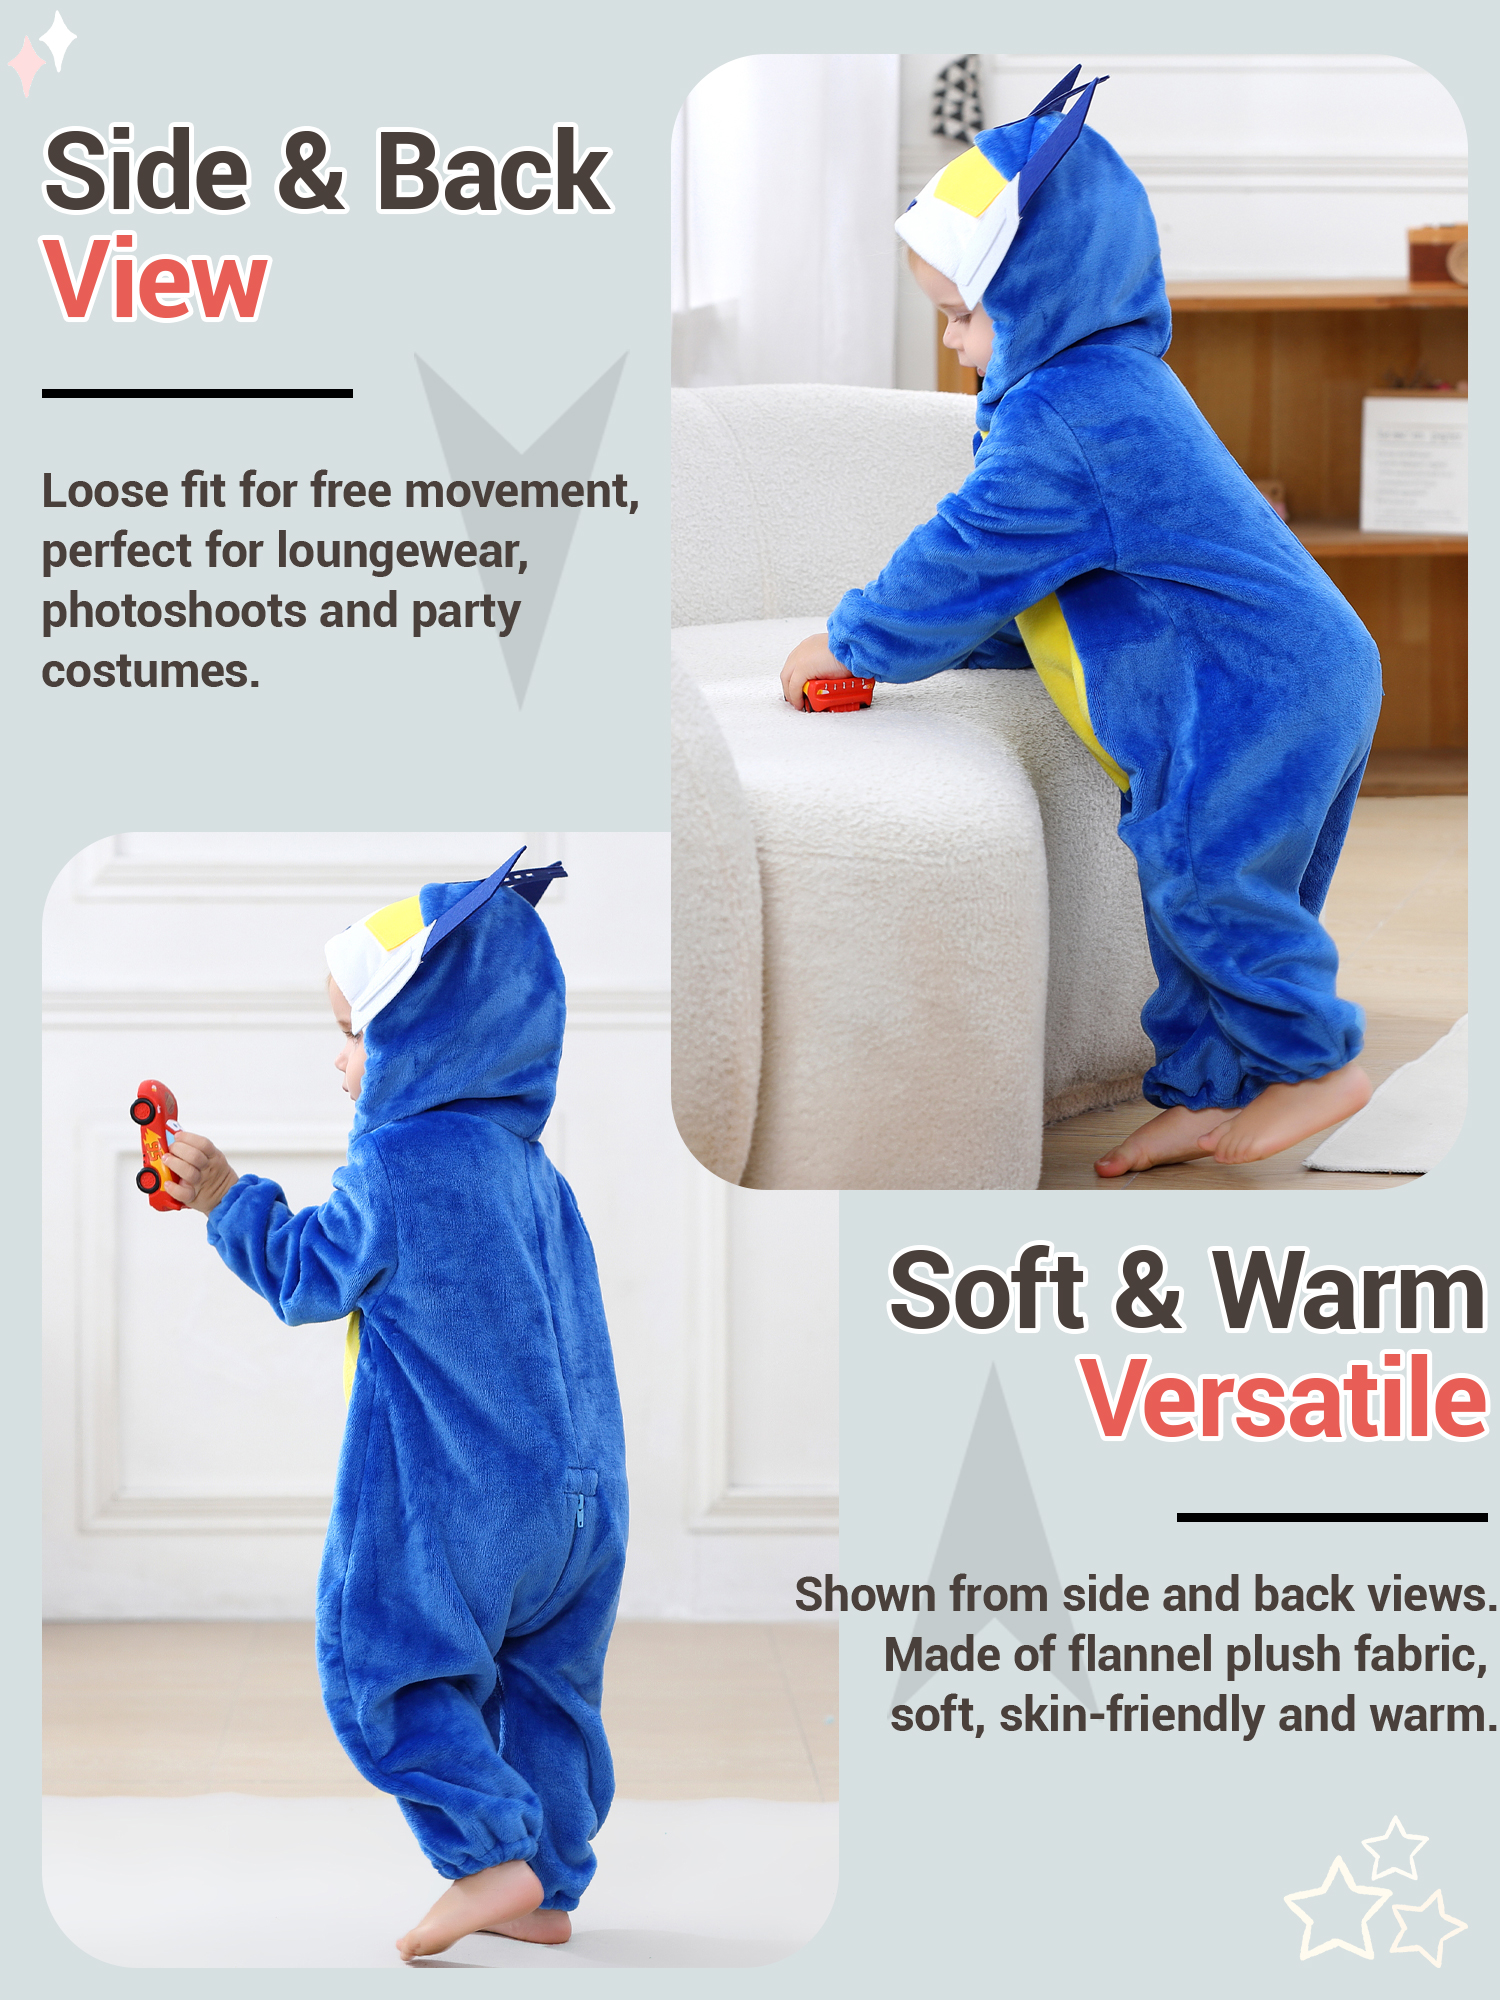 Side & Back
View
Loose fit for free movement,
perfect for loungewear,
photoshoots and party
costumes.
Soft & Warm
Versatile
Shown from side and back views.
Made of flannel plush fabric,
soft, skin-friendly and warm.